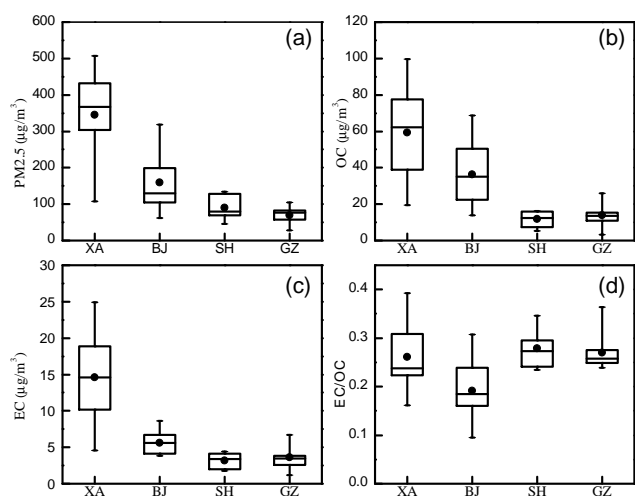 (a)
PM2.5 (μg/m³)
600
500
400
300
200
100
0
XA BJ SH GZ
(b)
OC (μg/m³)
120
100
80
60
40
20
0
XA BJ SH GZ
(c)
EC (μg/m³)
30
25
20
15
10
5
0
XA BJ SH GZ
(d)
EC/OC
0.4
0.3
0.2
0.1
0.0
XA BJ SH GZ